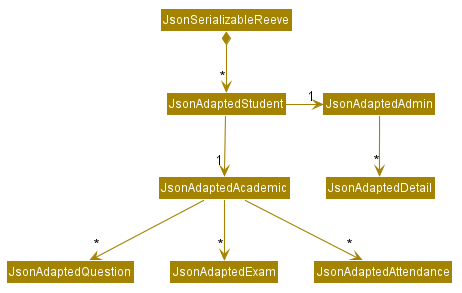 JsonSerializableReeve
*
JsonAdaptedStudent
1
JsonAdaptedAdmin
1
*
JsonAdaptedAcademic
JsonAdaptedDetail
*
*
*
JsonAdaptedQuestion
JsonAdaptedExam
JsonAdaptedAttendance